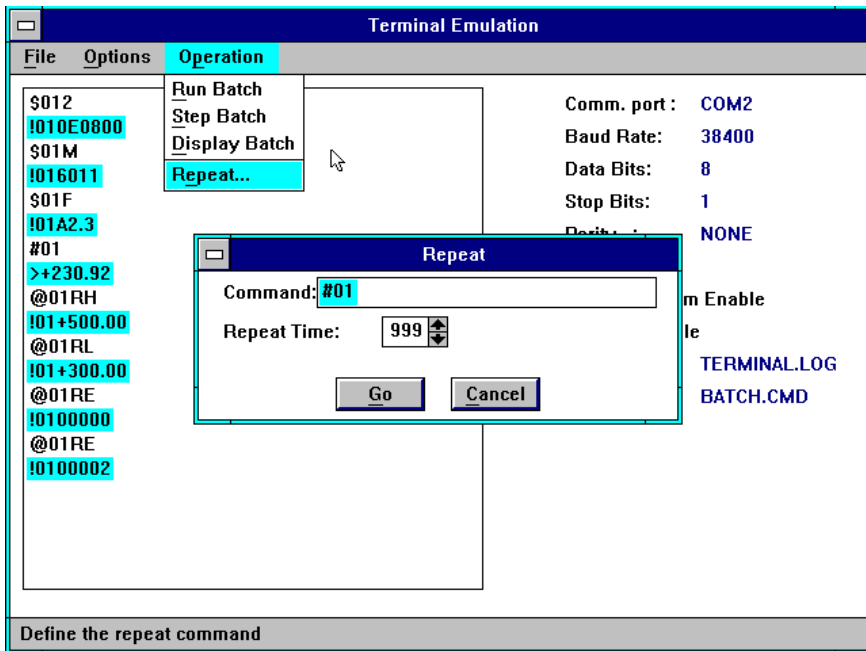 Terminal Emulation
File Options Operation
Run Batch
Step Batch
Display Batch
Repeat...
$012
!010E0800
$01M
!016011
$01F
!01A2.3
#01
>+230.92
@01RH
!01+500.00
@01RL
!01+300.00
@01RE
!0100000
@01RE
!0100002
Comm. port : COM2
Baud Rate: 38400
Data Bits: 8
Stop Bits: 1
NONE
m Enable
le
TERMINAL.LOG
BATCH.CMD
Repeat
Command: #01
Repeat Time: 999
Go Cancel
Define the repeat command